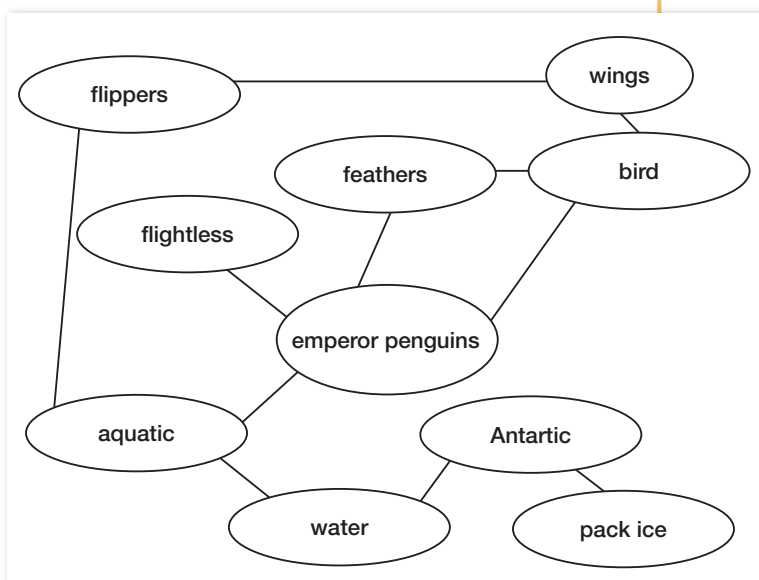 wings
flippers
bird
feathers
flightless
emperor penguins
aquatic
Antartic
water
pack ice